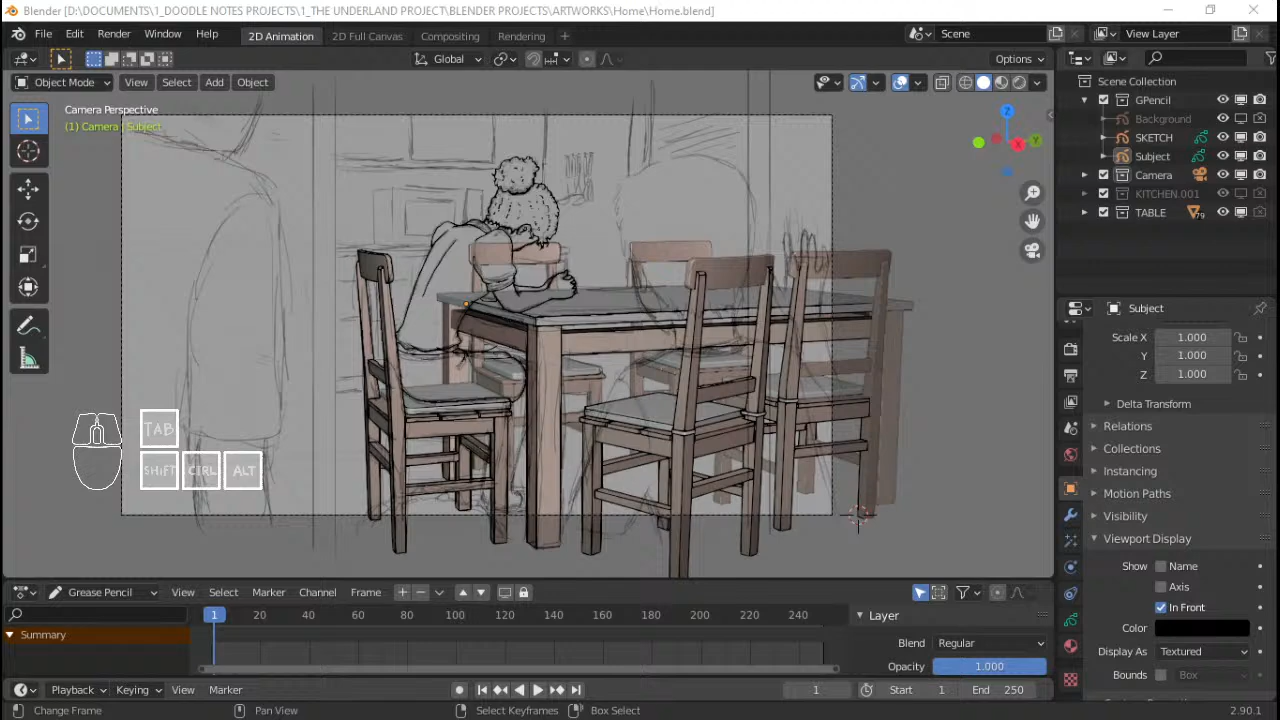 Blender [D:\DOCUMENTS\1_DOODLE NOTES PROJECTS\1_THE UNDERLAND PROJECT\BLENDER PROJECTS\ARTWORKS\Home\Home.blend]
File Edit Render Window Help 2D Animation 2D Full Canvas Compositing Rendering + Scene View Layer
Global Options
Object Mode View Select Add Object
Camera Perspective
(1) Camera | Subject
Z
Y
X
TAB
SHiFT CTRL ALT
Scene Collection
GPencil
Background
SKETCH
Subject
Camera
KITCHEN.001
TABLE 79
Subject
Scale X 1.000
Y 1.000
Z 1.000
Delta Transform
Relations
Collections
Instancing
Motion Paths
Visibility
Viewport Display
Show Name
Axis
In Front
Color
Display As Textured
Bounds Box
Grease Pencil View Select Marker Channel Frame
1 20 40 60 80 100 120 140 160 180 200 220 240
Summary
Layer
Blend Regular
Opacity 1.000
Playback Keying View Marker 1 Start 1 End 250
Change Frame Pan View Select Keyframes Box Select 2.90.1